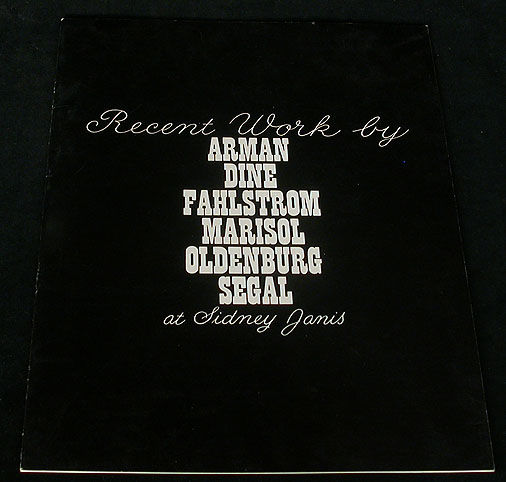 Recent Work by
ARMAN
DINE
FAHLSTROM
MARISOL
OLDENBURG
SEGAL
at Sidney Janis